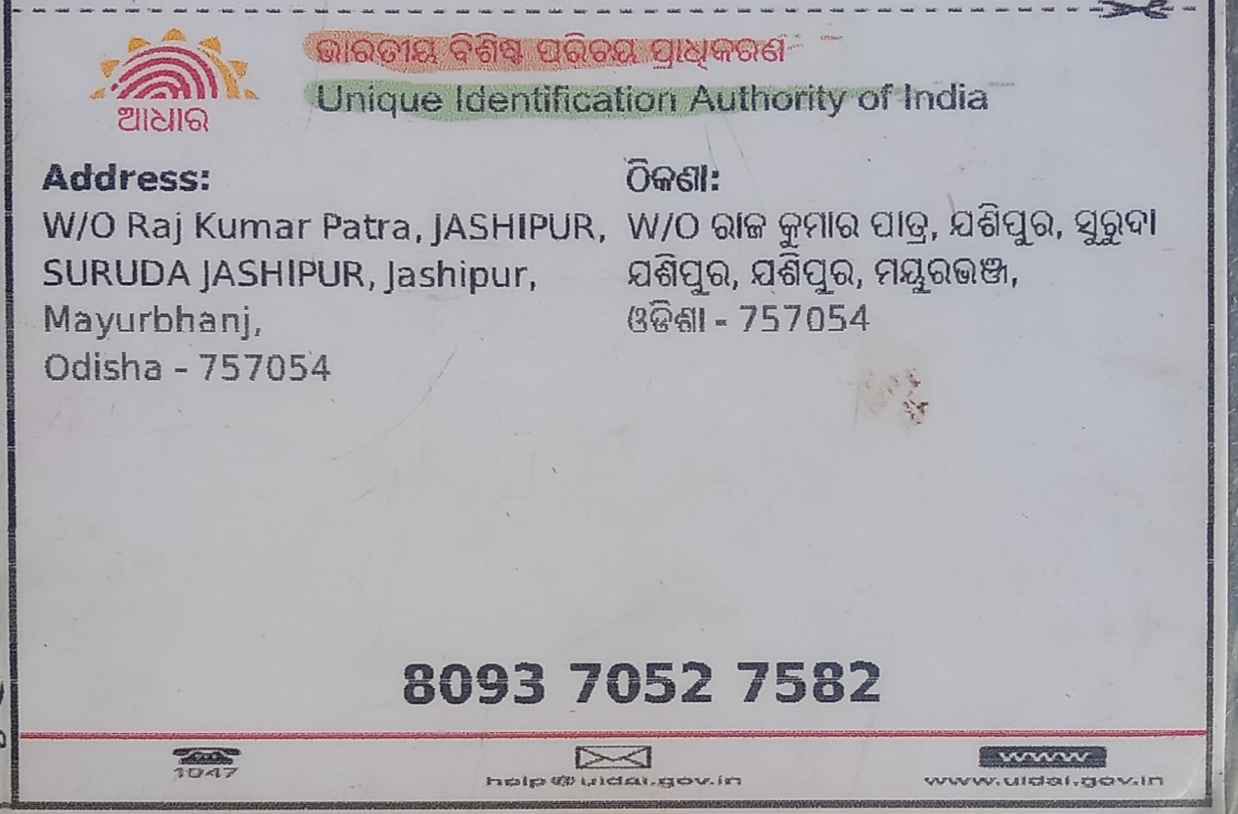 ଭାରତୀୟ ବିଶିଷ୍ଟ ପରିଚୟ ପ୍ରାଧିକରଣ
Unique Identification Authority of India
ଆଧାର
Address:
W/O Raj Kumar Patra, JASHIPUR,
SURUDA JASHIPUR, Jashipur,
Mayurbhanj,
Odisha - 757054
ଠିକଣା:
W/O ରାଜ କୁମାର ପାତ୍ର, ଯଶିପୁର, ସୁରୁଦା
ଯଶିପୁର, ଯଶିପୁର, ମୟୂରଭଞ୍ଜ,
ଓଡିଶା - 757054
8093 7052 7582
1947
help@uidai.gov.in
www
www.uidai.gov.in